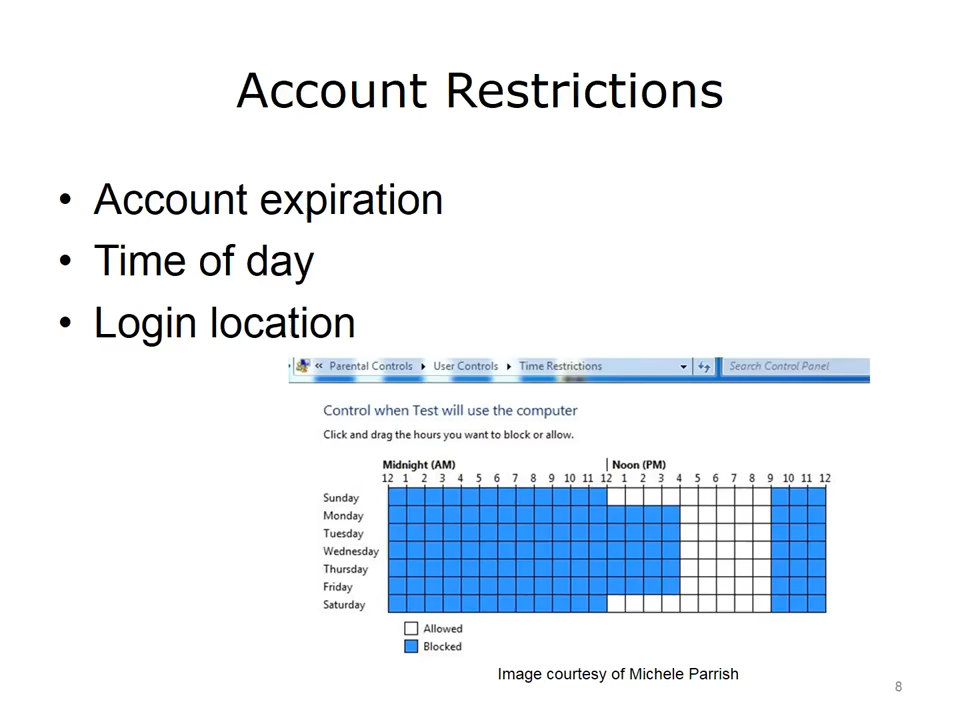 Account Restrictions
• Account expiration
• Time of day
• Login location
« Parental Controls ▸ User Controls ▸ Time Restrictions Search Control Panel
Control when Test will use the computer
Click and drag the hours you want to block or allow.
Midnight (AM) Noon (PM)
12 1 2 3 4 5 6 7 8 9 10 11 12 1 2 3 4 5 6 7 8 9 10 11 12
Sunday
Monday
Tuesday
Wednesday
Thursday
Friday
Saturday
Allowed
Blocked
Image courtesy of Michele Parrish
8